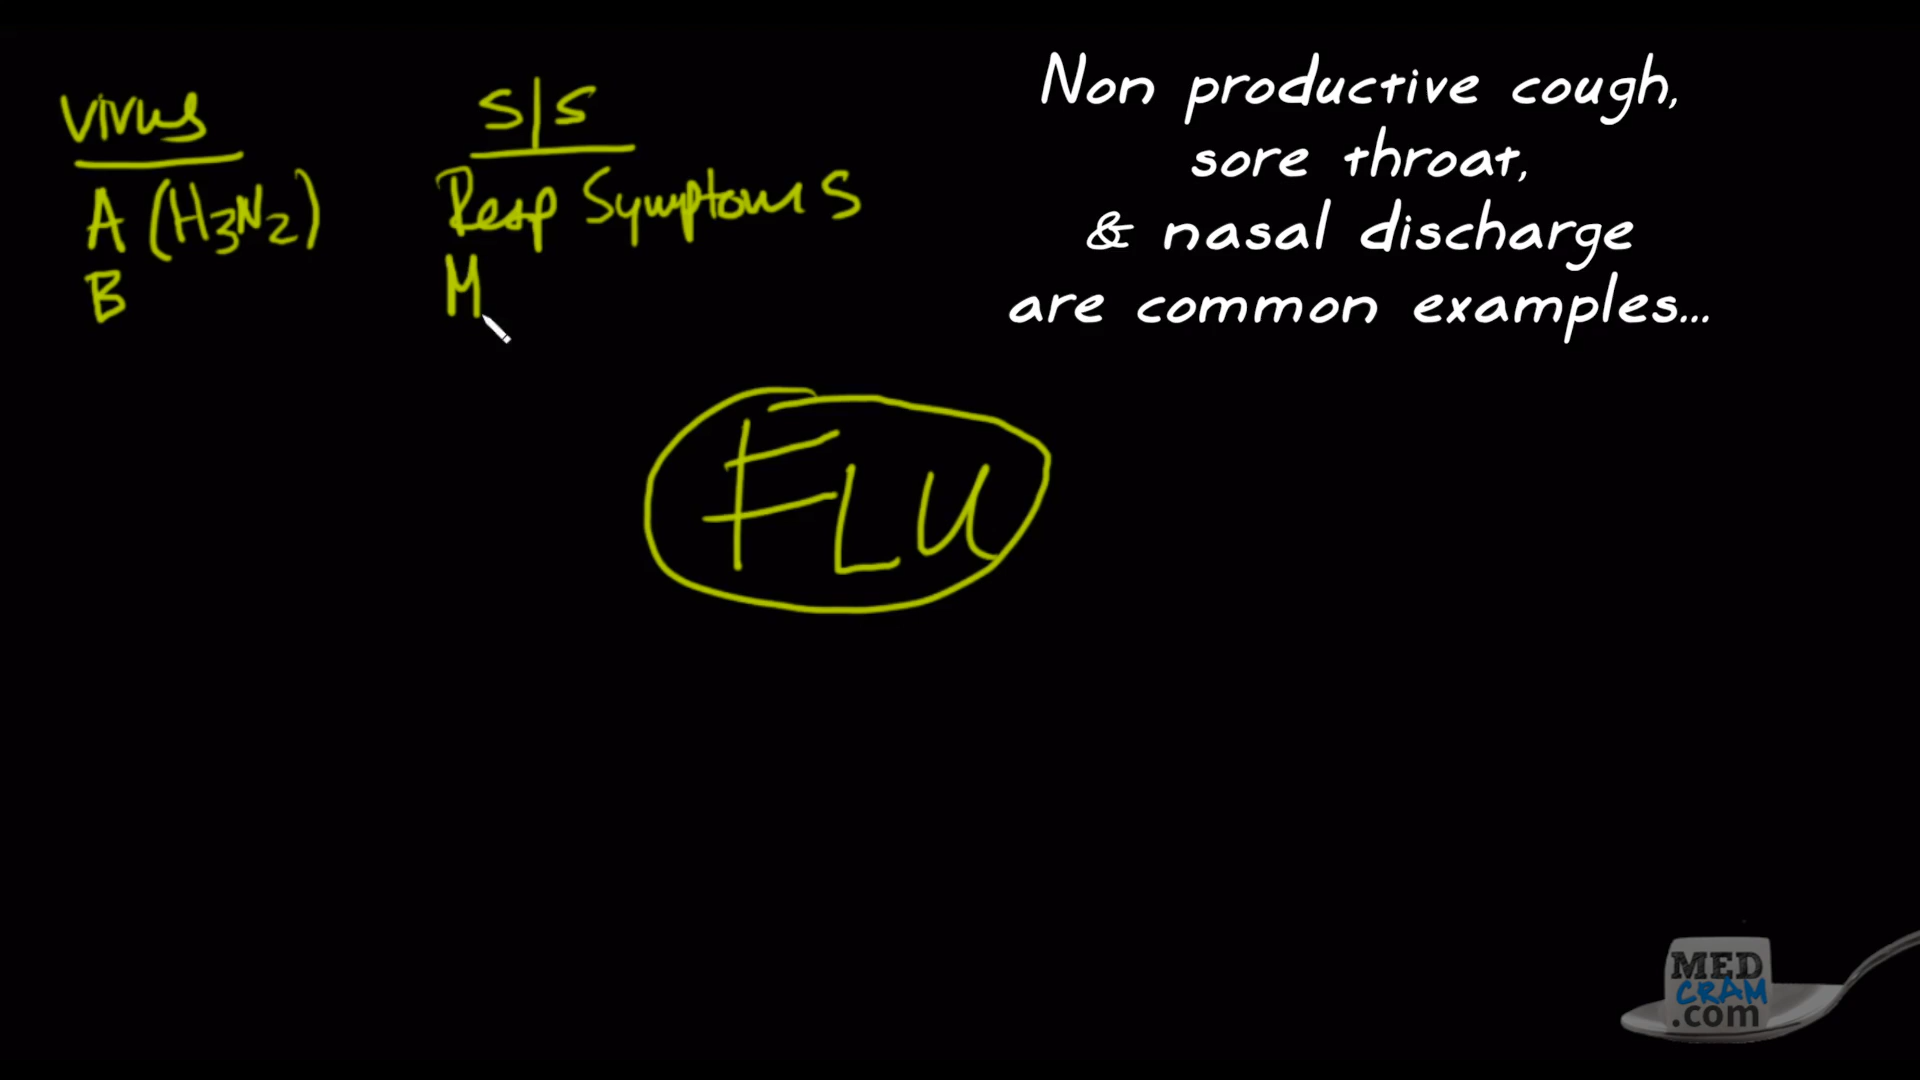 Virus
A (H3N2)
B
S|S
Resp Symptoms
M
Non productive cough,
sore throat,
& nasal discharge
are common examples...
FLU
MED
CRAM
.com